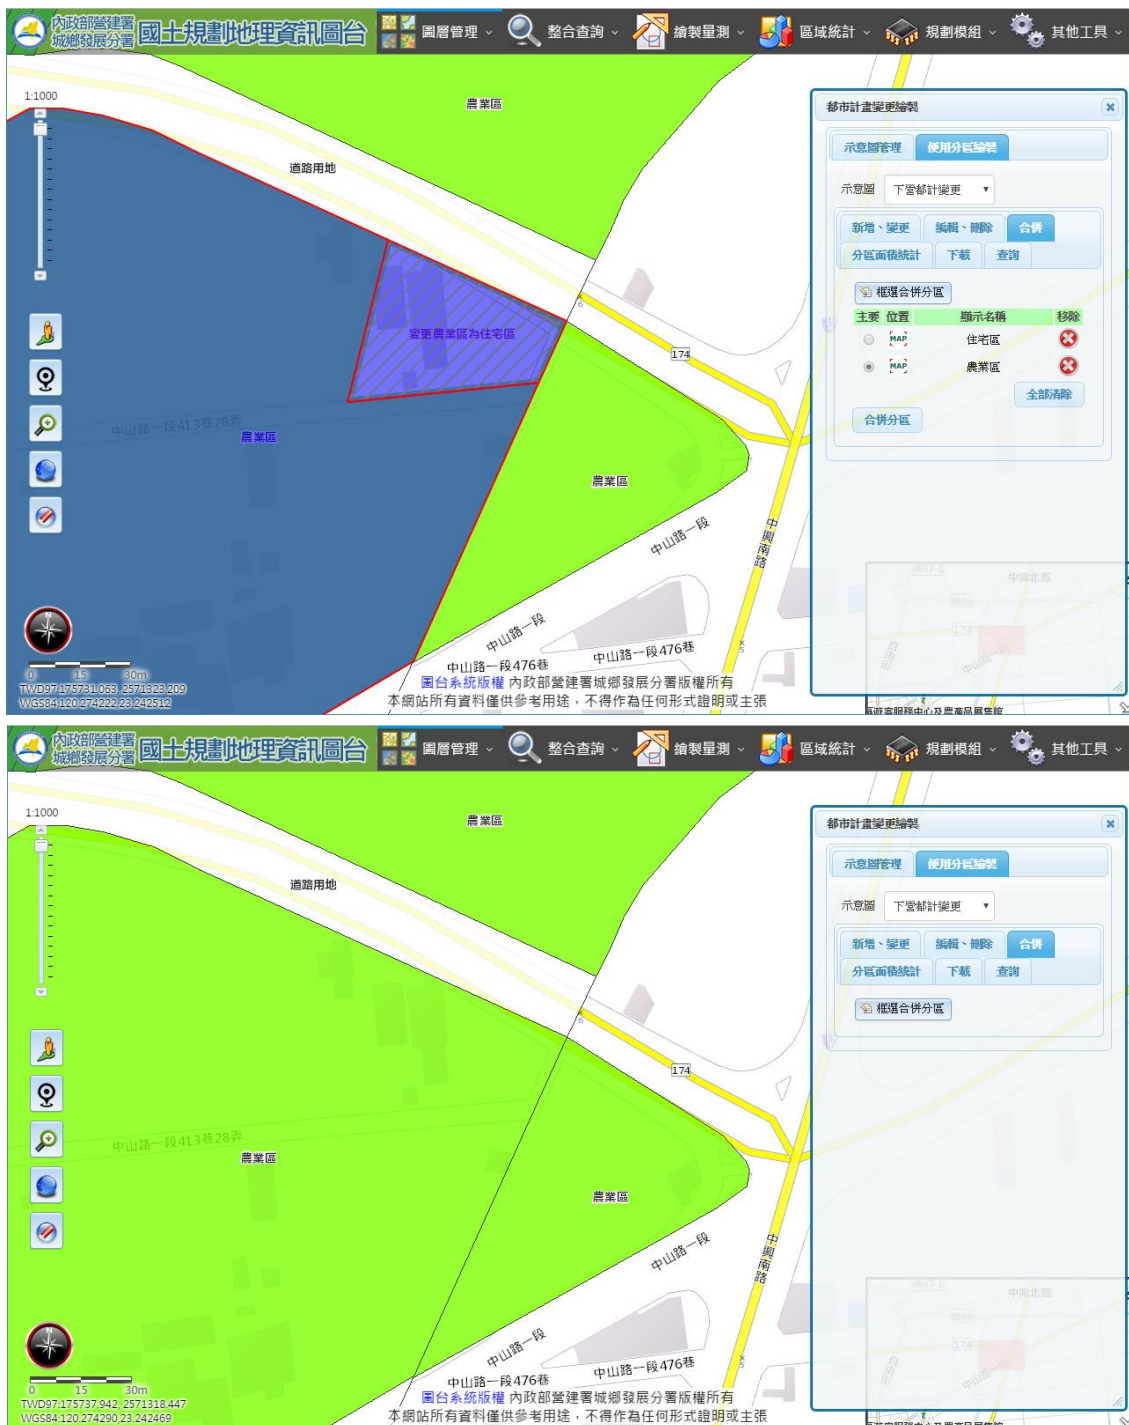 內政部營建署
城鄉發展分署
國土規劃地理資訊圖台
圖層管理
整合查詢
繪製量測
區域統計
規劃模組
其他工具
1:1000
農業區
道路用地
變更農業區為住宅區
174
中山路一段413巷28弄
農業區
農業區
中山路一段
中興南路
中山路一段
中山路一段476巷
中山路一段476巷
圖台系統版權 內政部營建署城鄉發展分署版權所有
本網站所有資料僅供參考用途，不得作為任何形式證明或主張
N
0 15 30m
TWD97:175731.063, 2571323.209
WGS84:120.274222,23.242512
都市計畫變更繪製
示意圖管理 使用分區繪製
示意圖 下營都計變更
新增、變更 編輯、刪除 合併
分區面積統計 下載 查詢
框選合併分區
主要 位置 顯示名稱 移除
MAP 住宅區
MAP 農業區
全部清除
合併分區
中興北路
174
中山路
內政部營建署
城鄉發展分署
國土規劃地理資訊圖台
圖層管理
整合查詢
繪製量測
區域統計
規劃模組
其他工具
1:1000
農業區
道路用地
174
中山路一段413巷28弄
農業區
農業區
中山路一段
中興南路
中山路一段
中山路一段476巷
中山路一段476巷
圖台系統版權 內政部營建署城鄉發展分署版權所有
本網站所有資料僅供參考用途，不得作為任何形式證明或主張
N
0 15 30m
TWD97:175737.942, 2571318.447
WGS84:120.274290,23.242469
都市計畫變更繪製
示意圖管理 使用分區繪製
示意圖 下營都計變更
新增、變更 編輯、刪除 合併
分區面積統計 下載 查詢
框選合併分區
中興北路
174
中山路